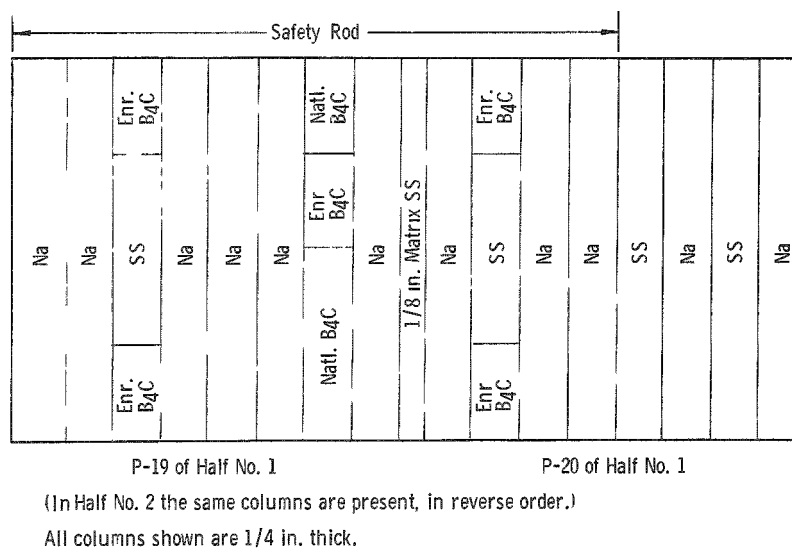 Safety Rod
Na
Na
Enr. B4C
SS
Enr. B4C
Na
Na
Na
Natl. B4C
Enr B4C
Natl. B4C
Na
1/8 in. Matrix SS
Na
Enr. B4C
SS
Enr B4C
Na
Na
SS
Na
SS
Na
P-19 of Half No. 1
P-20 of Half No. 1
(In Half No. 2 the same columns are present, in reverse order.)
All columns shown are 1/4 in. thick.